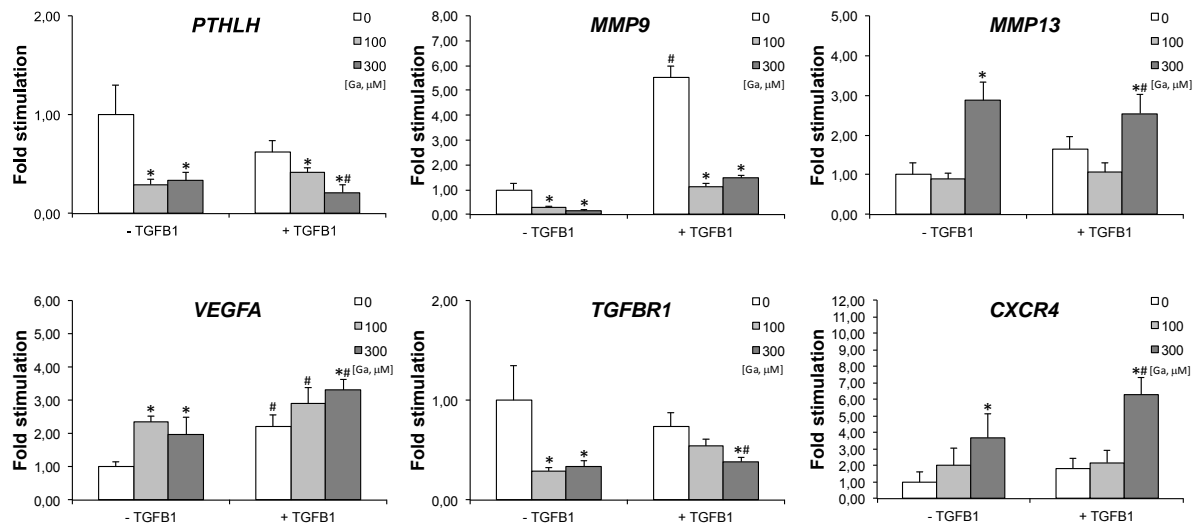 PTHLH
Fold stimulation
2,00
1,00
0,00
0
100
300
[Ga, µM]
*
*
*
*#
- TGFB1
+ TGFB1
MMP9
Fold stimulation
8,00
7,00
6,00
5,00
4,00
3,00
2,00
1,00
0,00
0
100
300
[Ga, µM]
*
*
#
*
*
- TGFB1
+ TGFB1
MMP13
Fold stimulation
5,00
4,00
3,00
2,00
1,00
0,00
0
100
300
[Ga, µM]
*
*#
- TGFB1
+ TGFB1
VEGFA
Fold stimulation
6,00
5,00
4,00
3,00
2,00
1,00
0,00
0
100
300
[Ga, µM]
*
*
#
#
*#
- TGFB1
+ TGFB1
TGFBR1
Fold stimulation
2,00
1,00
0,00
0
100
300
[Ga, µM]
*
*
*#
- TGFB1
+ TGFB1
CXCR4
Fold stimulation
12,00
11,00
10,00
9,00
8,00
7,00
6,00
5,00
4,00
3,00
2,00
1,00
0,00
0
100
300
[Ga, µM]
*
*#
- TGFB1
+ TGFB1